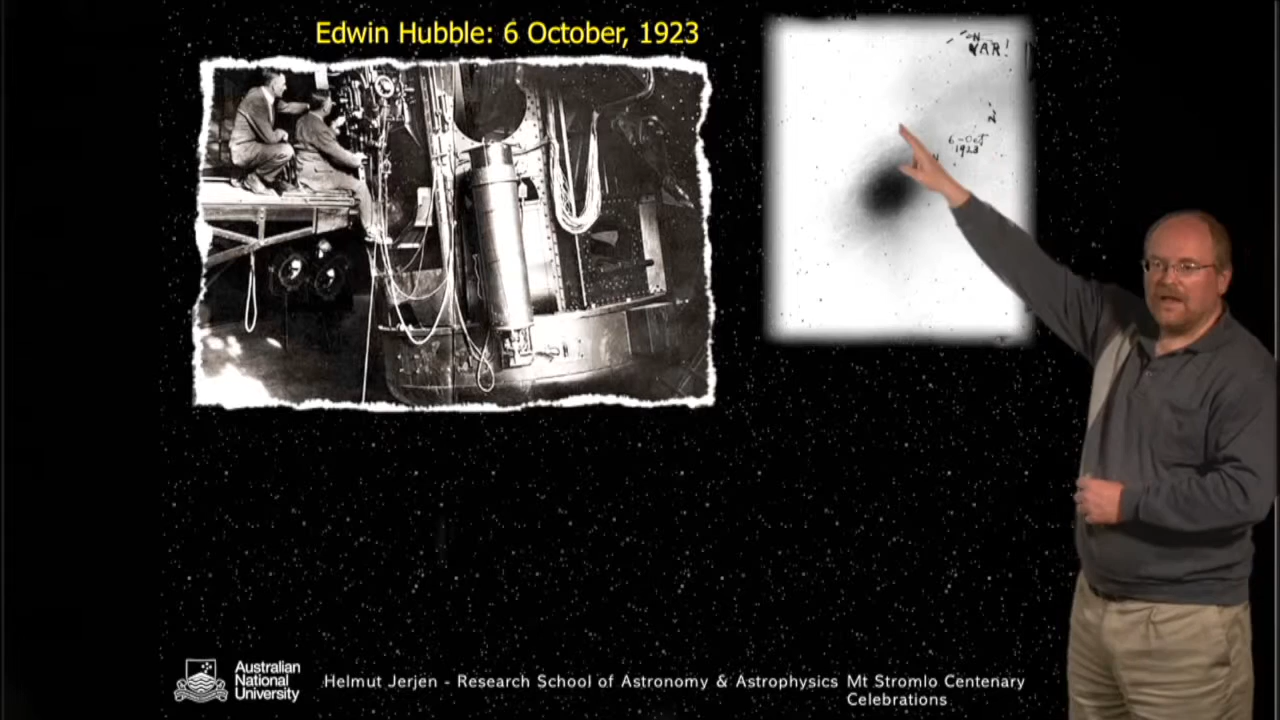 Edwin Hubble: 6 October, 1923
N
VAR!
N
6-Oct
1923
N
Australian
National
University
Helmut Jerjen - Research School of Astronomy & Astrophysics Mt Stromlo Centenary
Celebrations